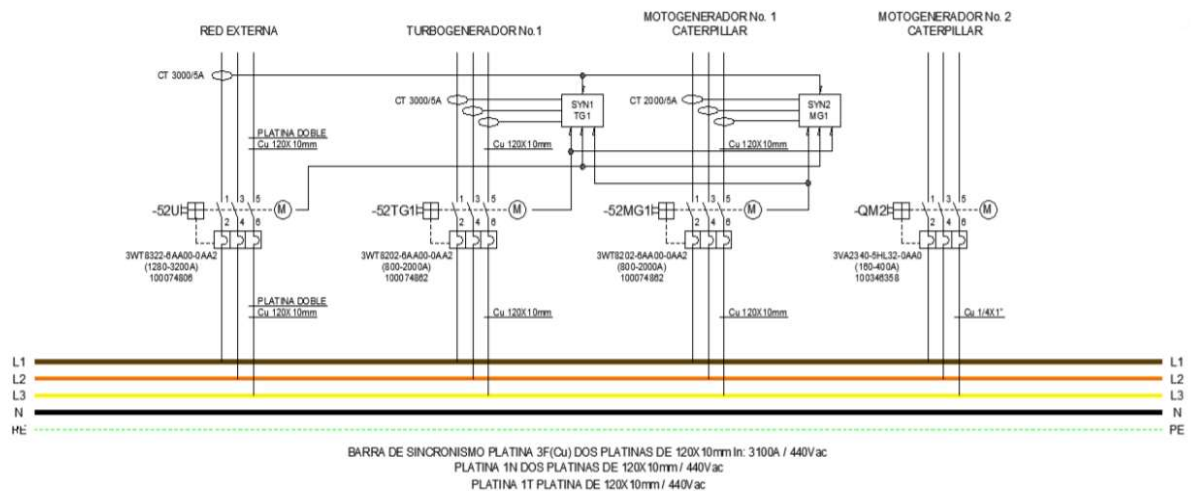 RED EXTERNA
TURBOGENERADOR No.1
MOTOGENERADOR No. 1
CATERPILLAR
MOTOGENERADOR No. 2
CATERPILLAR
CT 3000/5A
CT 3000/5A
SYN1
TG1
CT 2000/5A
SYN2
MG1
PLATINA DOBLE
Cu 120X10mm
Cu 120X10mm
Cu 120X10mm
-52U
1 3 5
M
2 4 6
-52TG1
1 3 5
M
2 4 6
-52MG1
1 3 5
M
2 4 6
-QM2
1 3 5
M
2 4 6
3WT8322-6AA00-0AA2
(1280-3200A)
100074806
3WT8202-6AA00-0AA2
(800-2000A)
100074862
3WT8202-6AA00-0AA2
(800-2000A)
100074862
3VA2340-5HL32-0AA0
(160-400A)
100346358
PLATINA DOBLE
Cu 120X10mm
Cu 120X10mm
Cu 120X10mm
Cu 1/4X1"
L1 L1
L2 L2
L3 L3
N N
PE PE
BARRA DE SINCRONISMO PLATINA 3F(Cu) DOS PLATINAS DE 120X10mm In: 3100A / 440Vac
PLATINA 1N DOS PLATINAS DE 120X10mm / 440Vac
PLATINA 1T PLATINA DE 120X10mm / 440Vac